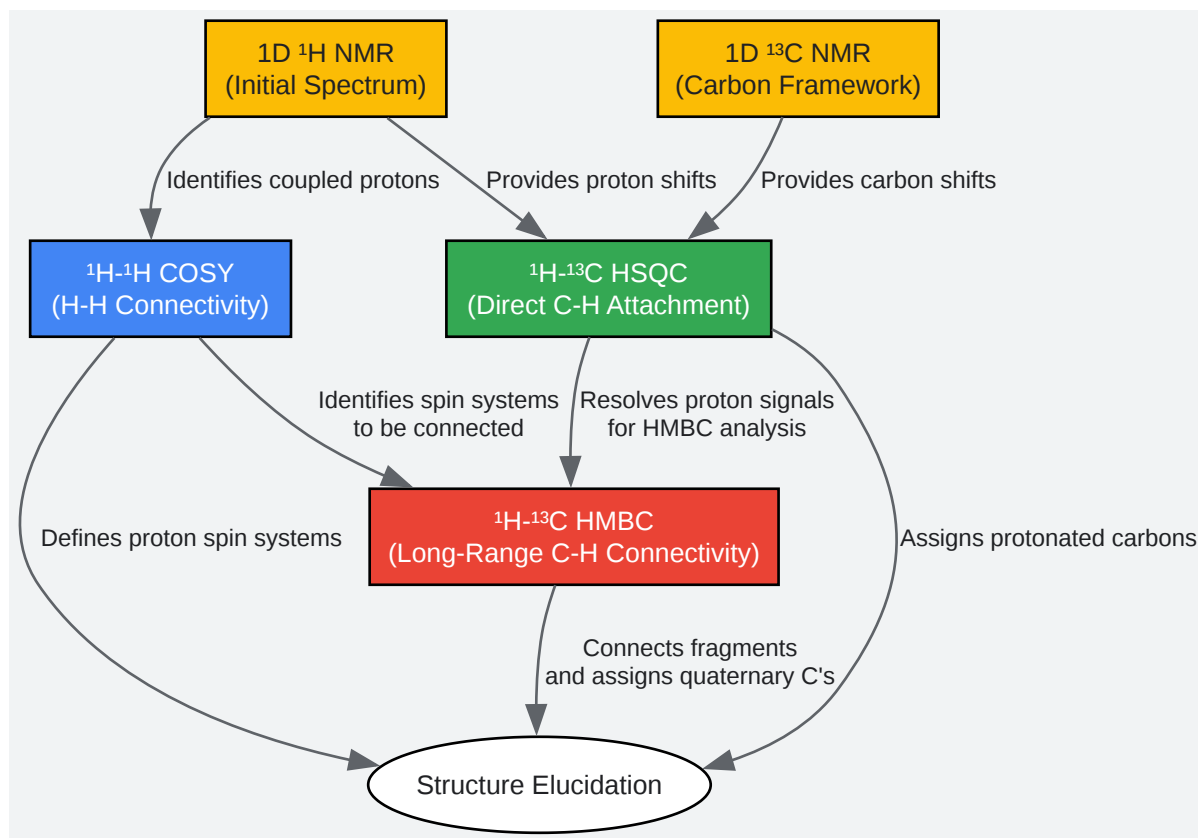 1D ¹H NMR
(Initial Spectrum)
1D ¹³C NMR
(Carbon Framework)
Identifies coupled protons
Provides proton shifts
Provides carbon shifts
¹H-¹H COSY
(H-H Connectivity)
¹H-¹³C HSQC
(Direct C-H Attachment)
Identifies spin systems
to be connected
Resolves proton signals
for HMBC analysis
¹H-¹³C HMBC
(Long-Range C-H Connectivity)
Defines proton spin systems
Assigns protonated carbons
Connects fragments
and assigns quaternary C's
Structure Elucidation